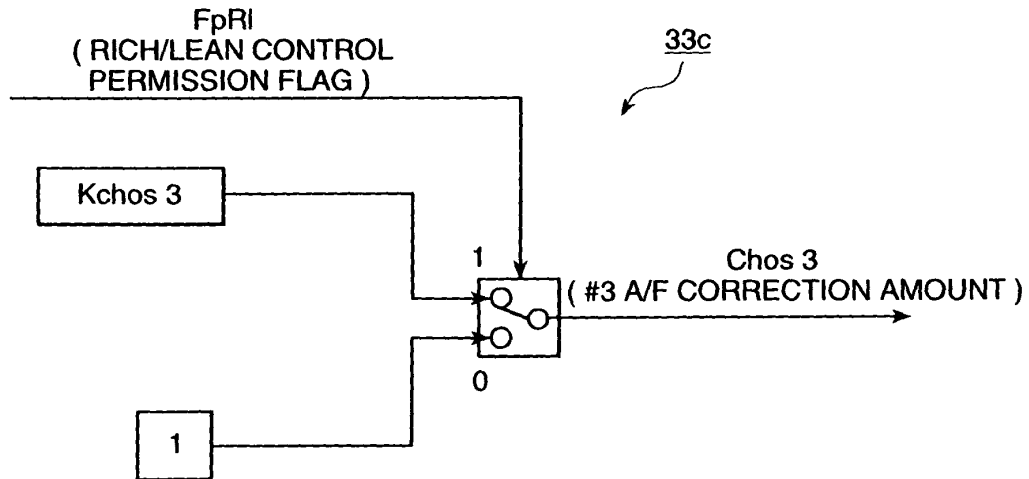 FpRl
( RICH/LEAN CONTROL
PERMISSION FLAG )
33c
Kchos 3
1
Chos 3
( #3 A/F CORRECTION AMOUNT )
0
1